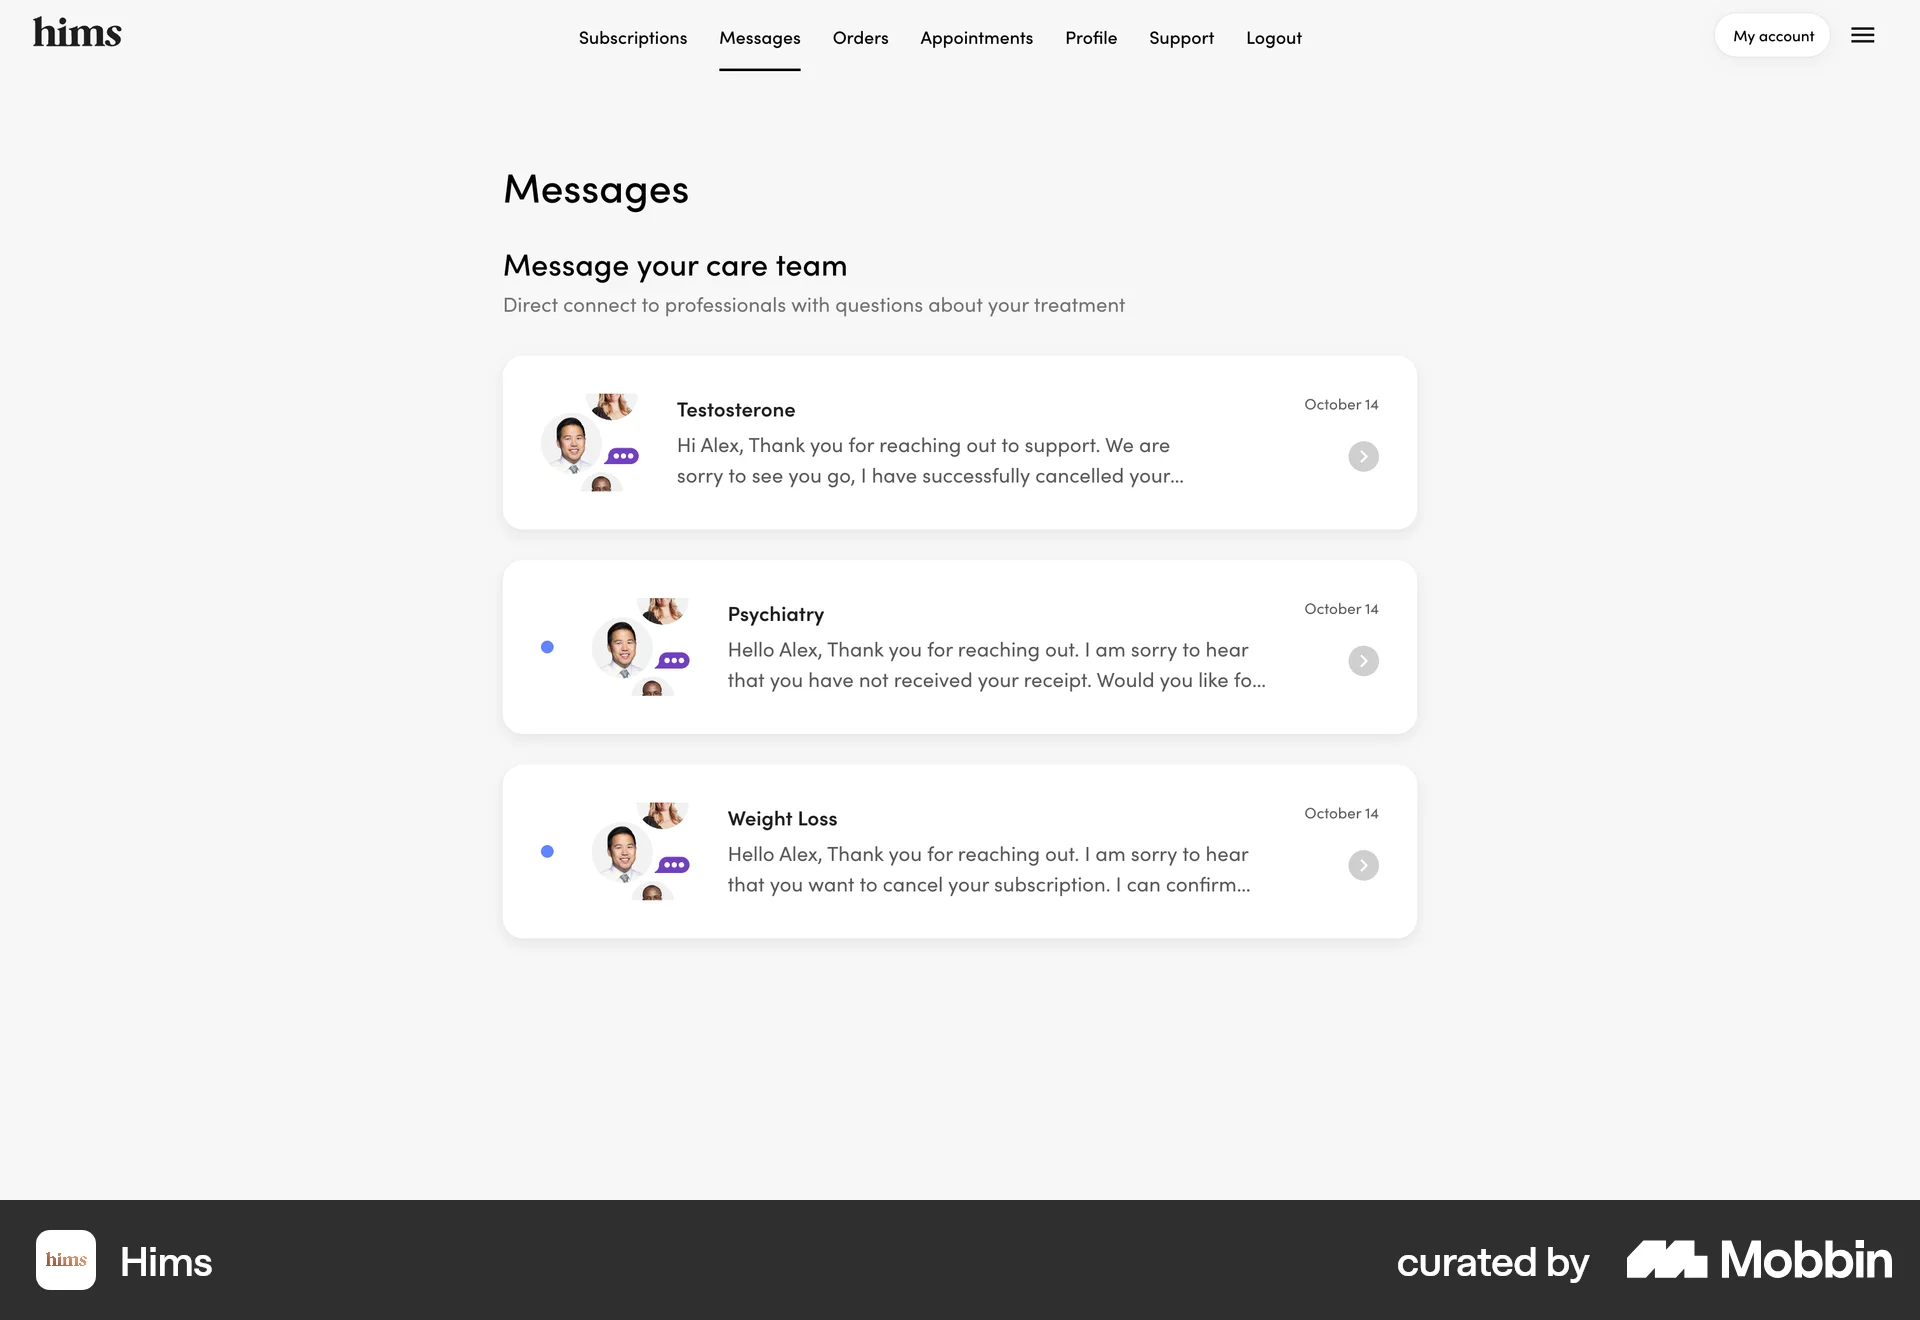 hims
Subscriptions Messages Orders Appointments Profile Support Logout
My account
Messages
Message your care team
Direct connect to professionals with questions about your treatment
Testosterone
October 14
Hi Alex, Thank you for reaching out to support. We are
sorry to see you go, I have successfully cancelled your...
Psychiatry
October 14
Hello Alex, Thank you for reaching out. I am sorry to hear
that you have not received your receipt. Would you like fo...
Weight Loss
October 14
Hello Alex, Thank you for reaching out. I am sorry to hear
that you want to cancel your subscription. I can confirm...
hims
Hims
curated by
Mobbin